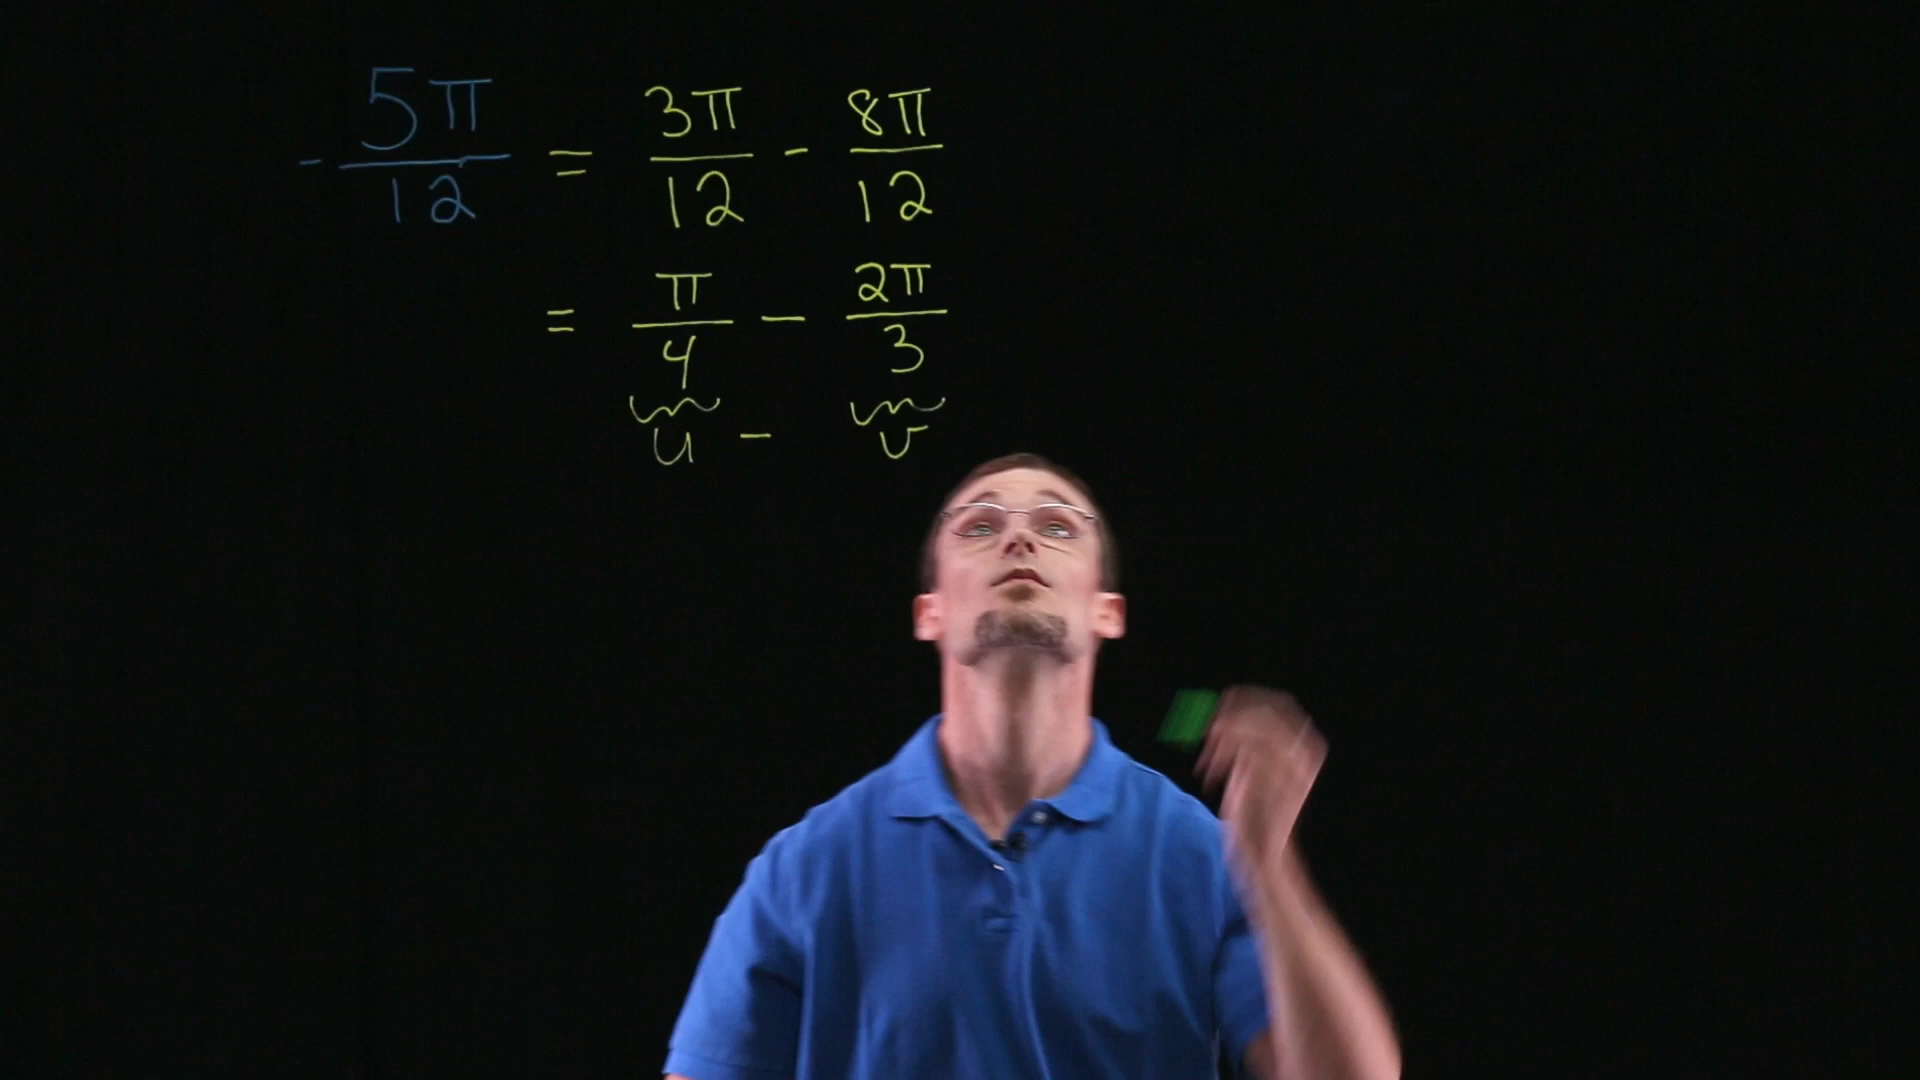 - 5π/12 = 3π/12 - 8π/12
= π/4 - 2π/3
u - v